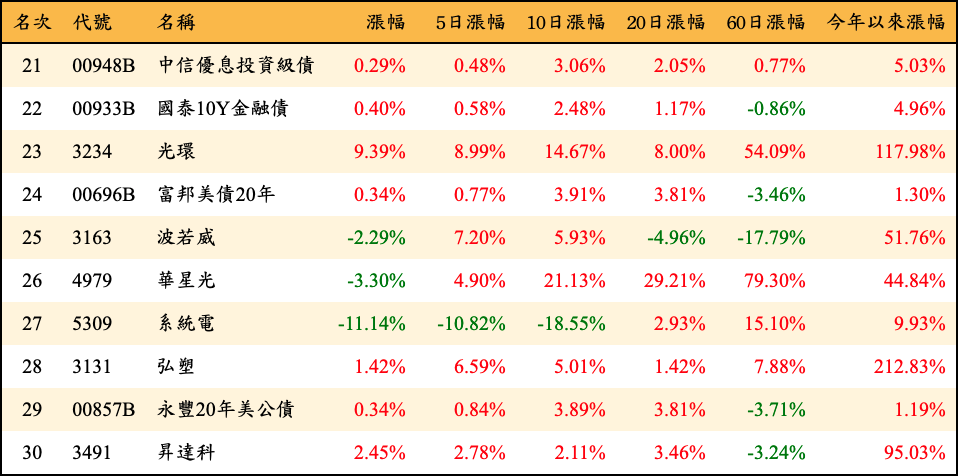 名次 代號 名稱 漲幅 5日漲幅 10日漲幅 20日漲幅 60日漲幅 今年以來漲幅
21 00948B 中信優息投資級債 0.29% 0.48% 3.06% 2.05% 0.77% 5.03%
22 00933B 國泰10Y金融債 0.40% 0.58% 2.48% 1.17% -0.86% 4.96%
23 3234 光環 9.39% 8.99% 14.67% 8.00% 54.09% 117.98%
24 00696B 富邦美債20年 0.34% 0.77% 3.91% 3.81% -3.46% 1.30%
25 3163 波若威 -2.29% 7.20% 5.93% -4.96% -17.79% 51.76%
26 4979 華星光 -3.30% 4.90% 21.13% 29.21% 79.30% 44.84%
27 5309 系統電 -11.14% -10.82% -18.55% 2.93% 15.10% 9.93%
28 3131 弘塑 1.42% 6.59% 5.01% 1.42% 7.88% 212.83%
29 00857B 永豐20年美公債 0.34% 0.84% 3.89% 3.81% -3.71% 1.19%
30 3491 昇達科 2.45% 2.78% 2.11% 3.46% -3.24% 95.03%